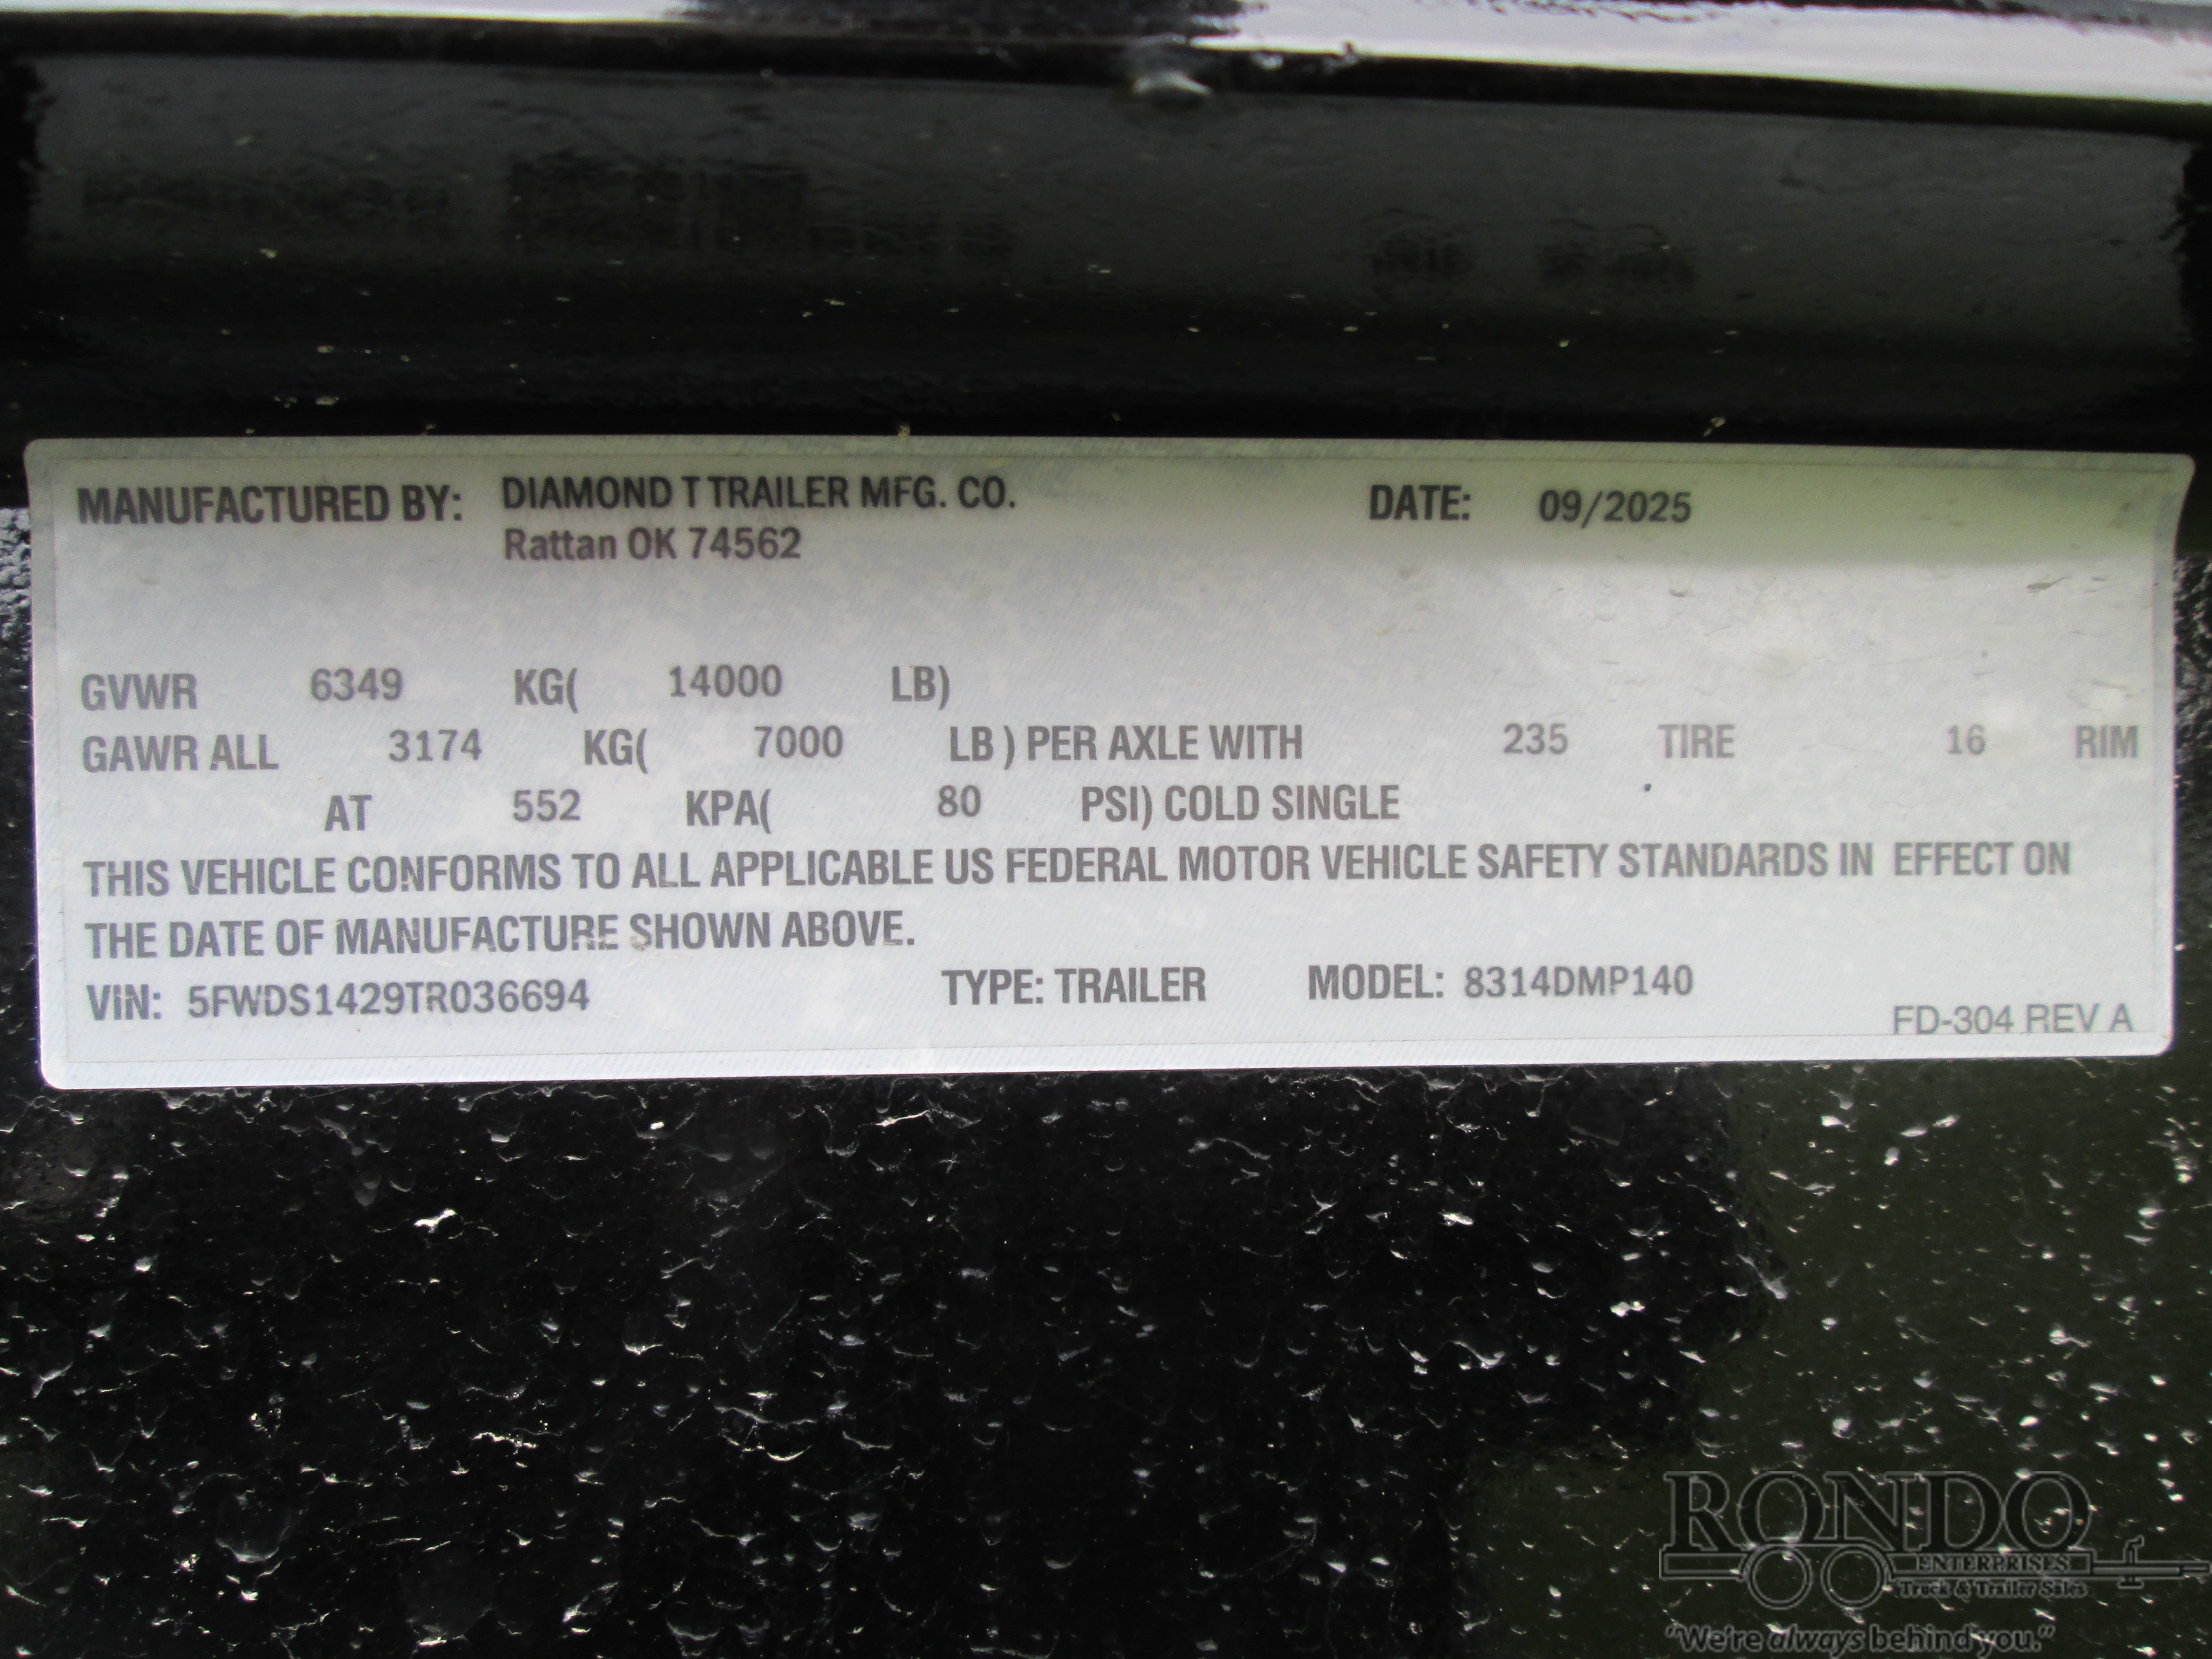 MANUFACTURED BY: DIAMOND T TRAILER MFG. CO. DATE: 09/2025
Rattan OK 74562
GVWR 6349 KG( 14000 LB)
GAWR ALL 3174 KG( 7000 LB ) PER AXLE WITH 235 TIRE 16 RIM
AT 552 KPA( 80 PSI) COLD SINGLE
THIS VEHICLE CONFORMS TO ALL APPLICABLE US FEDERAL MOTOR VEHICLE SAFETY STANDARDS IN EFFECT ON
THE DATE OF MANUFACTURE SHOWN ABOVE.
VIN: 5FWDS1429TR036694 TYPE: TRAILER MODEL: 8314DMP140
FD-304 REV A
RONDO
ENTERPRISES
Truck & Trailer Sales
"We're always behind you."